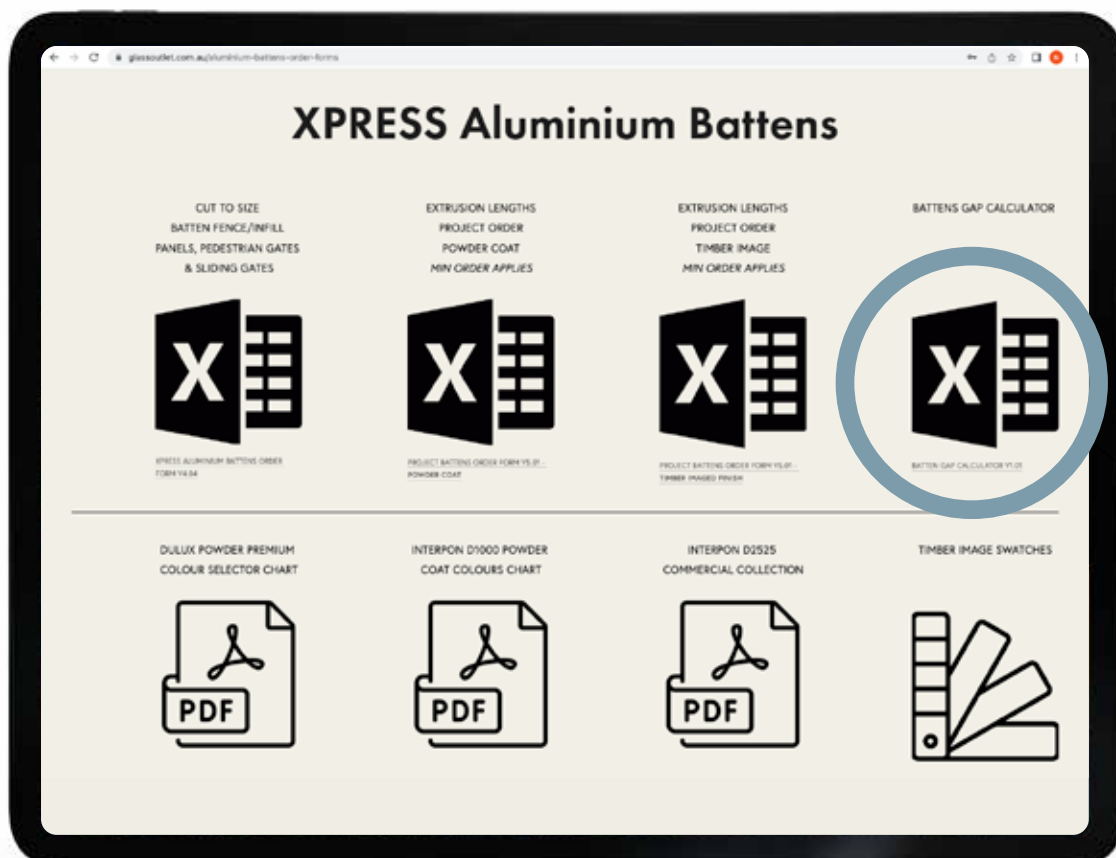 glassoutlet.com.au/aluminium-battens-order-forms
XPRESS Aluminium Battens
CUT TO SIZE
BATTEN FENCE/INFILL
PANELS, PEDESTRIAN GATES
& SLIDING GATES
EXTRUSION LENGTHS
PROJECT ORDER
POWDER COAT
MIN ORDER APPLIES
EXTRUSION LENGTHS
PROJECT ORDER
TIMBER IMAGE
MIN ORDER APPLIES
BATTENS GAP CALCULATOR
X
X
X
X
XPRESS ALUMINIUM BATTENS ORDER
FORM V4.04
PROJECT BATTENS ORDER FORM V5.01 -
POWDER COAT
PROJECT BATTENS ORDER FORM V5.01 -
TIMBER IMAGED FINISH
BATTEN GAP CALCULATOR V1.01
DULUX POWDER PREMIUM
COLOUR SELECTOR CHART
INTERPON D1000 POWDER
COAT COLOURS CHART
INTERPON D2525
COMMERCIAL COLLECTION
TIMBER IMAGE SWATCHES
PDF
PDF
PDF